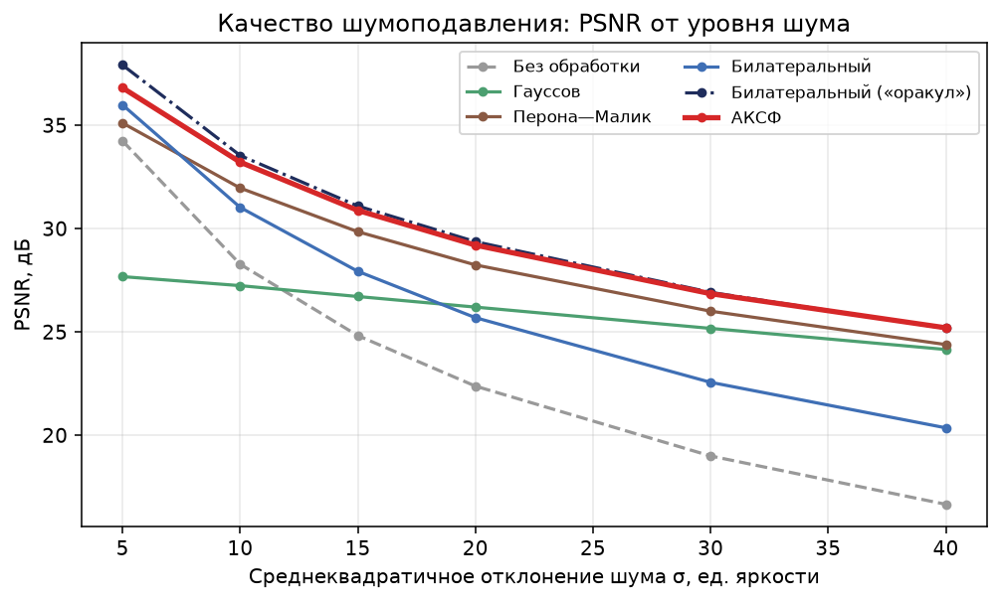 Качество шумоподавления: PSNR от уровня шума
Без обработки
Гауссов
Перона—Малик
Билатеральный
Билатеральный («оракул»)
АКСФ
PSNR, дБ
35
30
25
20
5 10 15 20 25 30 35 40
Среднеквадратичное отклонение шума σ, ед. яркости